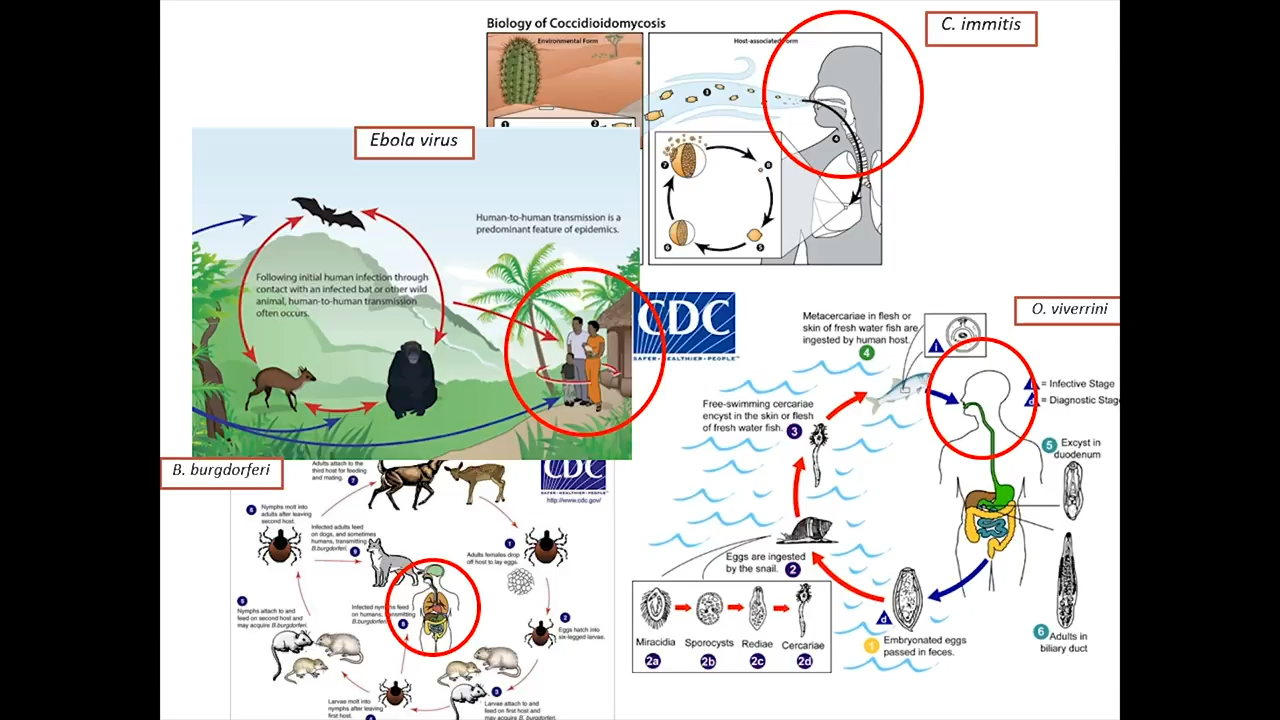 Biology of Coccidioidomycosis
C. immitis
Environmental Form
Host-associated Form
1
2
3
4
5
6
7
8
Ebola virus
Human-to-human transmission is a
predominant feature of epidemics.
Following initial human infection through
contact with an infected bat or other wild
animal, human-to-human transmission
often occurs.
CDC
SAFER•HEALTHIER•PEOPLE™
O. viverrini
Metacercariae in flesh or
skin of fresh water fish are
ingested by human host.
4
i
= Infective Stage
d
= Diagnostic Stage
Free-swimming cercariae
encyst in the skin or flesh
of fresh water fish.
3
5
Excyst in
duodenum
Eggs are ingested
by the snail.
2
Miracidia
Sporocysts
Rediae
Cercariae
2a
2b
2c
2d
d
1
Embryonated eggs
passed in feces.
6
Adults in
biliary duct
B. burgdorferi
Adults attach to the
third host for feeding
and mating.
7
CDC
SAFER•HEALTHIER•PEOPLE
http://www.cdc.gov/
Nymphs molt into
adults after leaving
second host.
Infected adults feed
on dogs, and sometimes
humans, transmitting
B.burgdorferi.
1
Adults females drop
off host to lay eggs.
2
Eggs hatch into
six-legged larvae.
Nymphs attach to and
feed on second host and
may acquire B.burgdorferi.
Infected nymphs feed
on humans, transmitting
B.burgdorferi.
3
Larvae attach to and
feed on first host and
may acquire B. burgdorferi.
Larvae molt into
nymphs after leaving
first host.